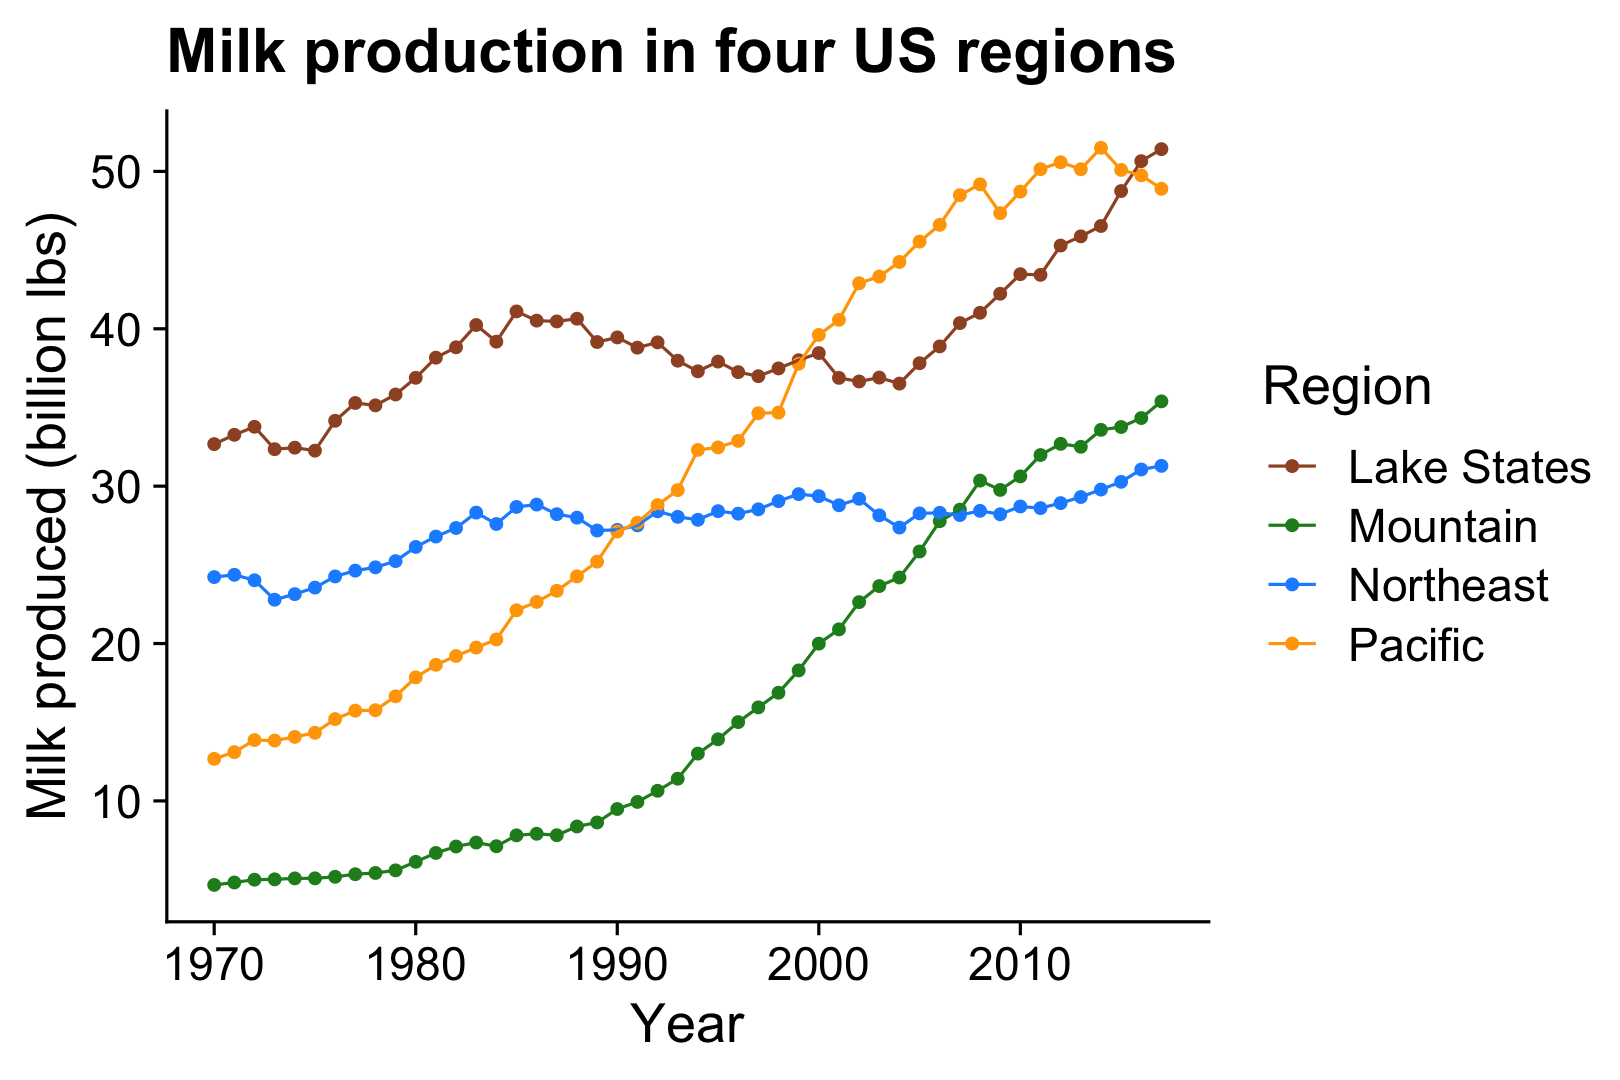 Milk production in four US regions
Milk produced (billion lbs)
50
40
30
20
10
1970 1980 1990 2000 2010
Year
Region
Lake States
Mountain
Northeast
Pacific